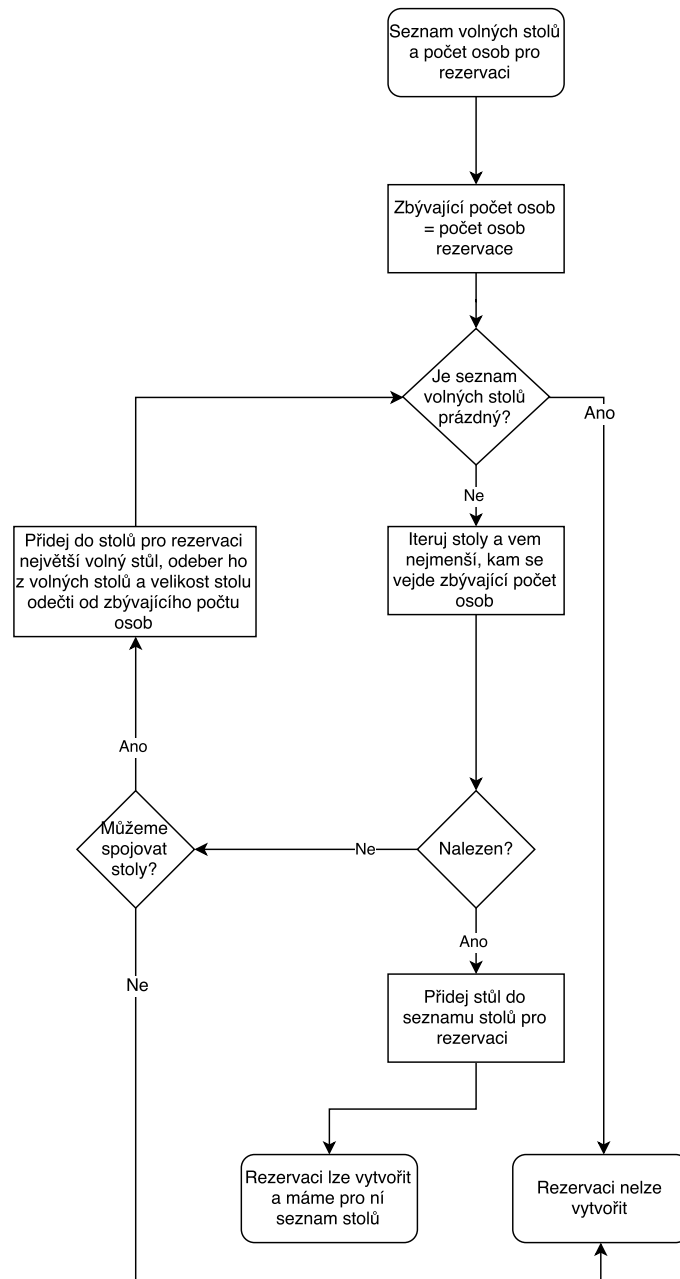 Seznam volných stolů
a počet osob pro
rezervaci
Zbývající počet osob
= počet osob
rezervace
Je seznam
volných stolů
prázdný?
Ano
Ne
Přidej do stolů pro rezervaci
největší volný stůl, odeber ho
z volných stolů a velikost stolu
odečti od zbývajícího počtu
osob
Iteruj stoly a vem
nejmenší, kam se
vejde zbývající počet
osob
Ano
Můžeme
spojovat
stoly?
Ne
Nalezen?
Ano
Ne
Přidej stůl do
seznamu stolů pro
rezervaci
Rezervaci lze vytvořit
a máme pro ní
seznam stolů
Rezervaci nelze
vytvořit